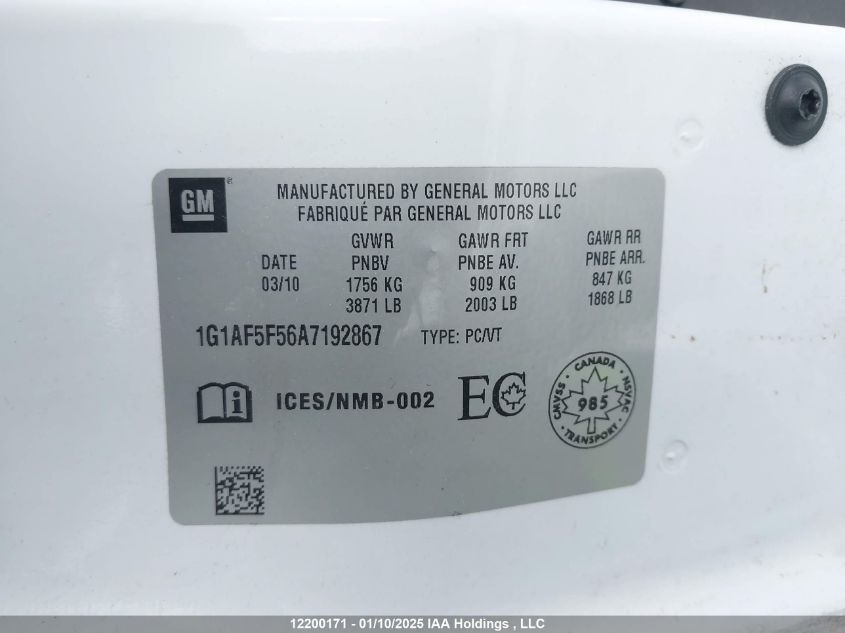 GM®
MANUFACTURED BY GENERAL MOTORS LLC
FABRIQUÉ PAR GENERAL MOTORS LLC
DATE GVWR PNBV GAWR FRT PNBE AV. GAWR RR PNBE ARR.
03/10 1756 KG 909 KG 847 KG
3871 LB 2003 LB 1868 LB
1G1AF5F56A7192867 TYPE: PC/VT
i ICES/NMB-002 EC
CANADA CMVSS NSVAC 985 TRANSPORT
12200171 - 01/10/2025 IAA Holdings , LLC